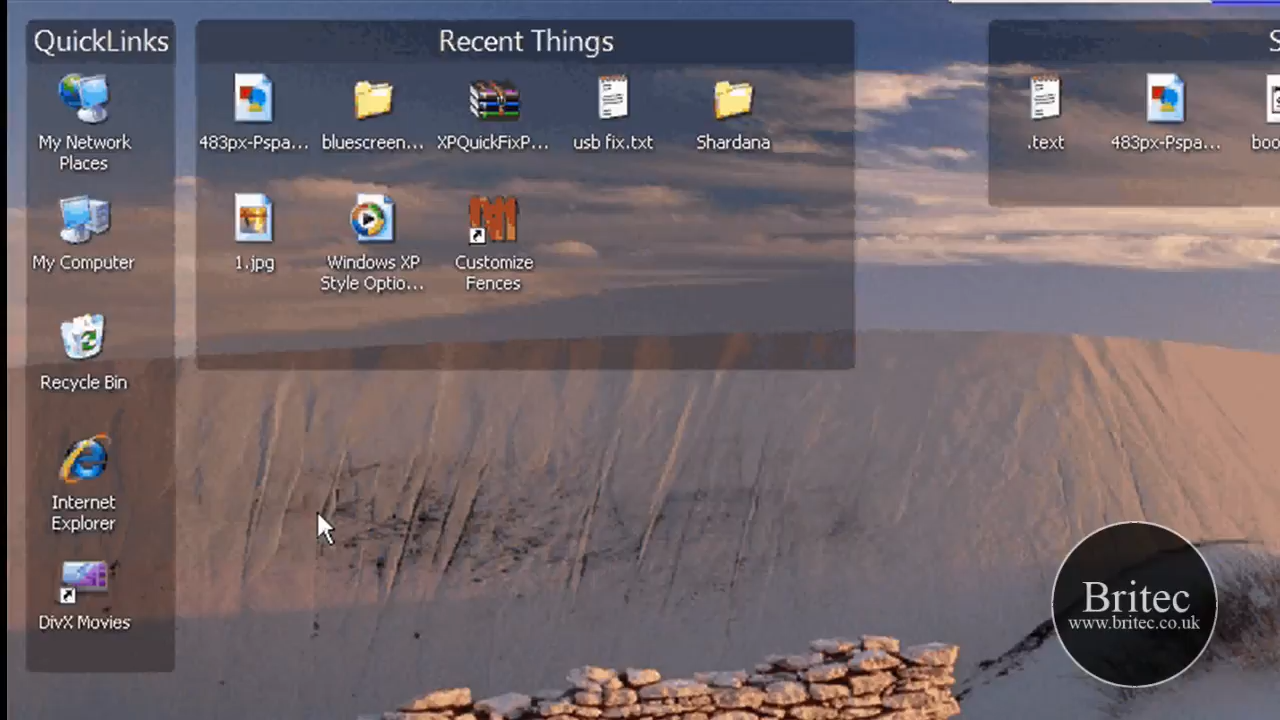 QuickLinks
My Network
Places
My Computer
Recycle Bin
Internet
Explorer
DivX Movies
Recent Things
483px-Pspa...
bluescreen...
XPQuickFixP...
usb fix.txt
Shardana
1.jpg
Windows XP
Style Optio...
Customize
Fences
S
.text
483px-Pspa...
boo
Britec
www.britec.co.uk